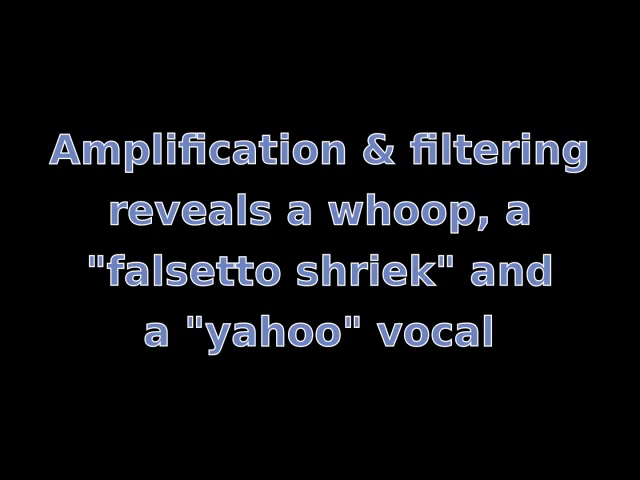 Amplification & filtering
reveals a whoop, a
"falsetto shriek" and
a "yahoo" vocal